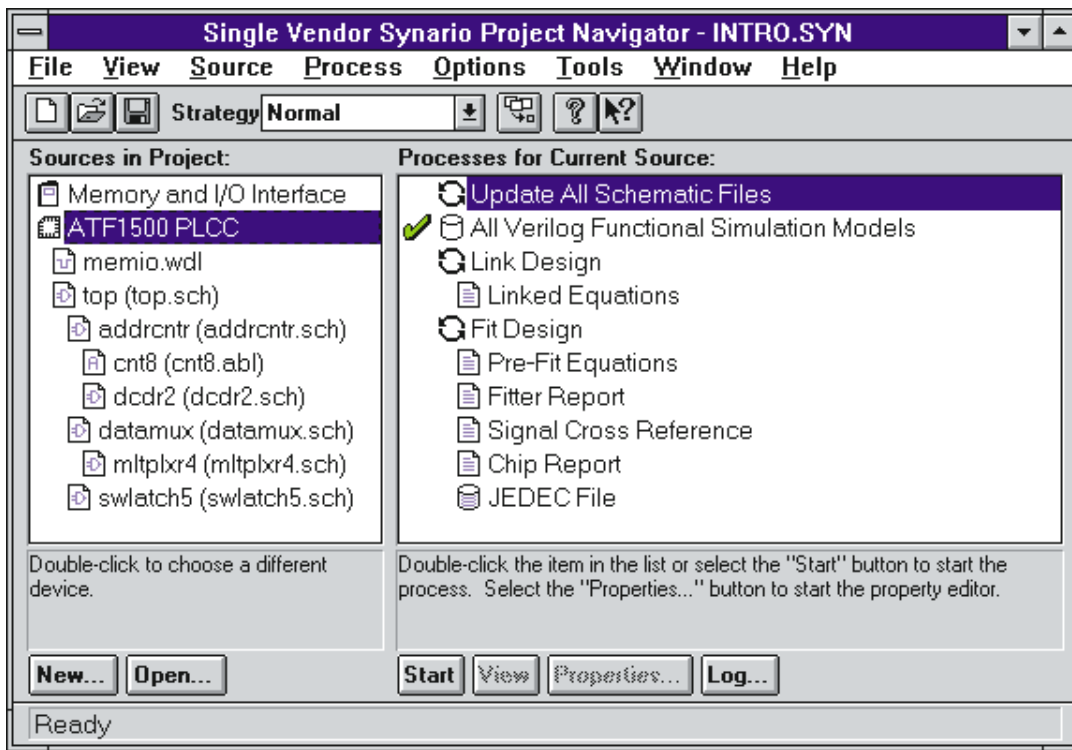 Single Vendor Synario Project Navigator - INTRO.SYN
File View Source Process Options Tools Window Help
Strategy Normal
Sources in Project:
Memory and I/O Interface
ATF1500 PLCC
memio.wdl
top (top.sch)
addrcntr (addrcntr.sch)
cnt8 (cnt8.abl)
dcdr2 (dcdr2.sch)
datamux (datamux.sch)
mltplxr4 (mltplxr4.sch)
swlatch5 (swlatch5.sch)
Double-click to choose a different
device.
New... Open...
Processes for Current Source:
Update All Schematic Files
All Verilog Functional Simulation Models
Link Design
Linked Equations
Fit Design
Pre-Fit Equations
Fitter Report
Signal Cross Reference
Chip Report
JEDEC File
Double-click the item in the list or select the "Start" button to start the
process. Select the "Properties..." button to start the property editor.
Start View Properties... Log...
Ready